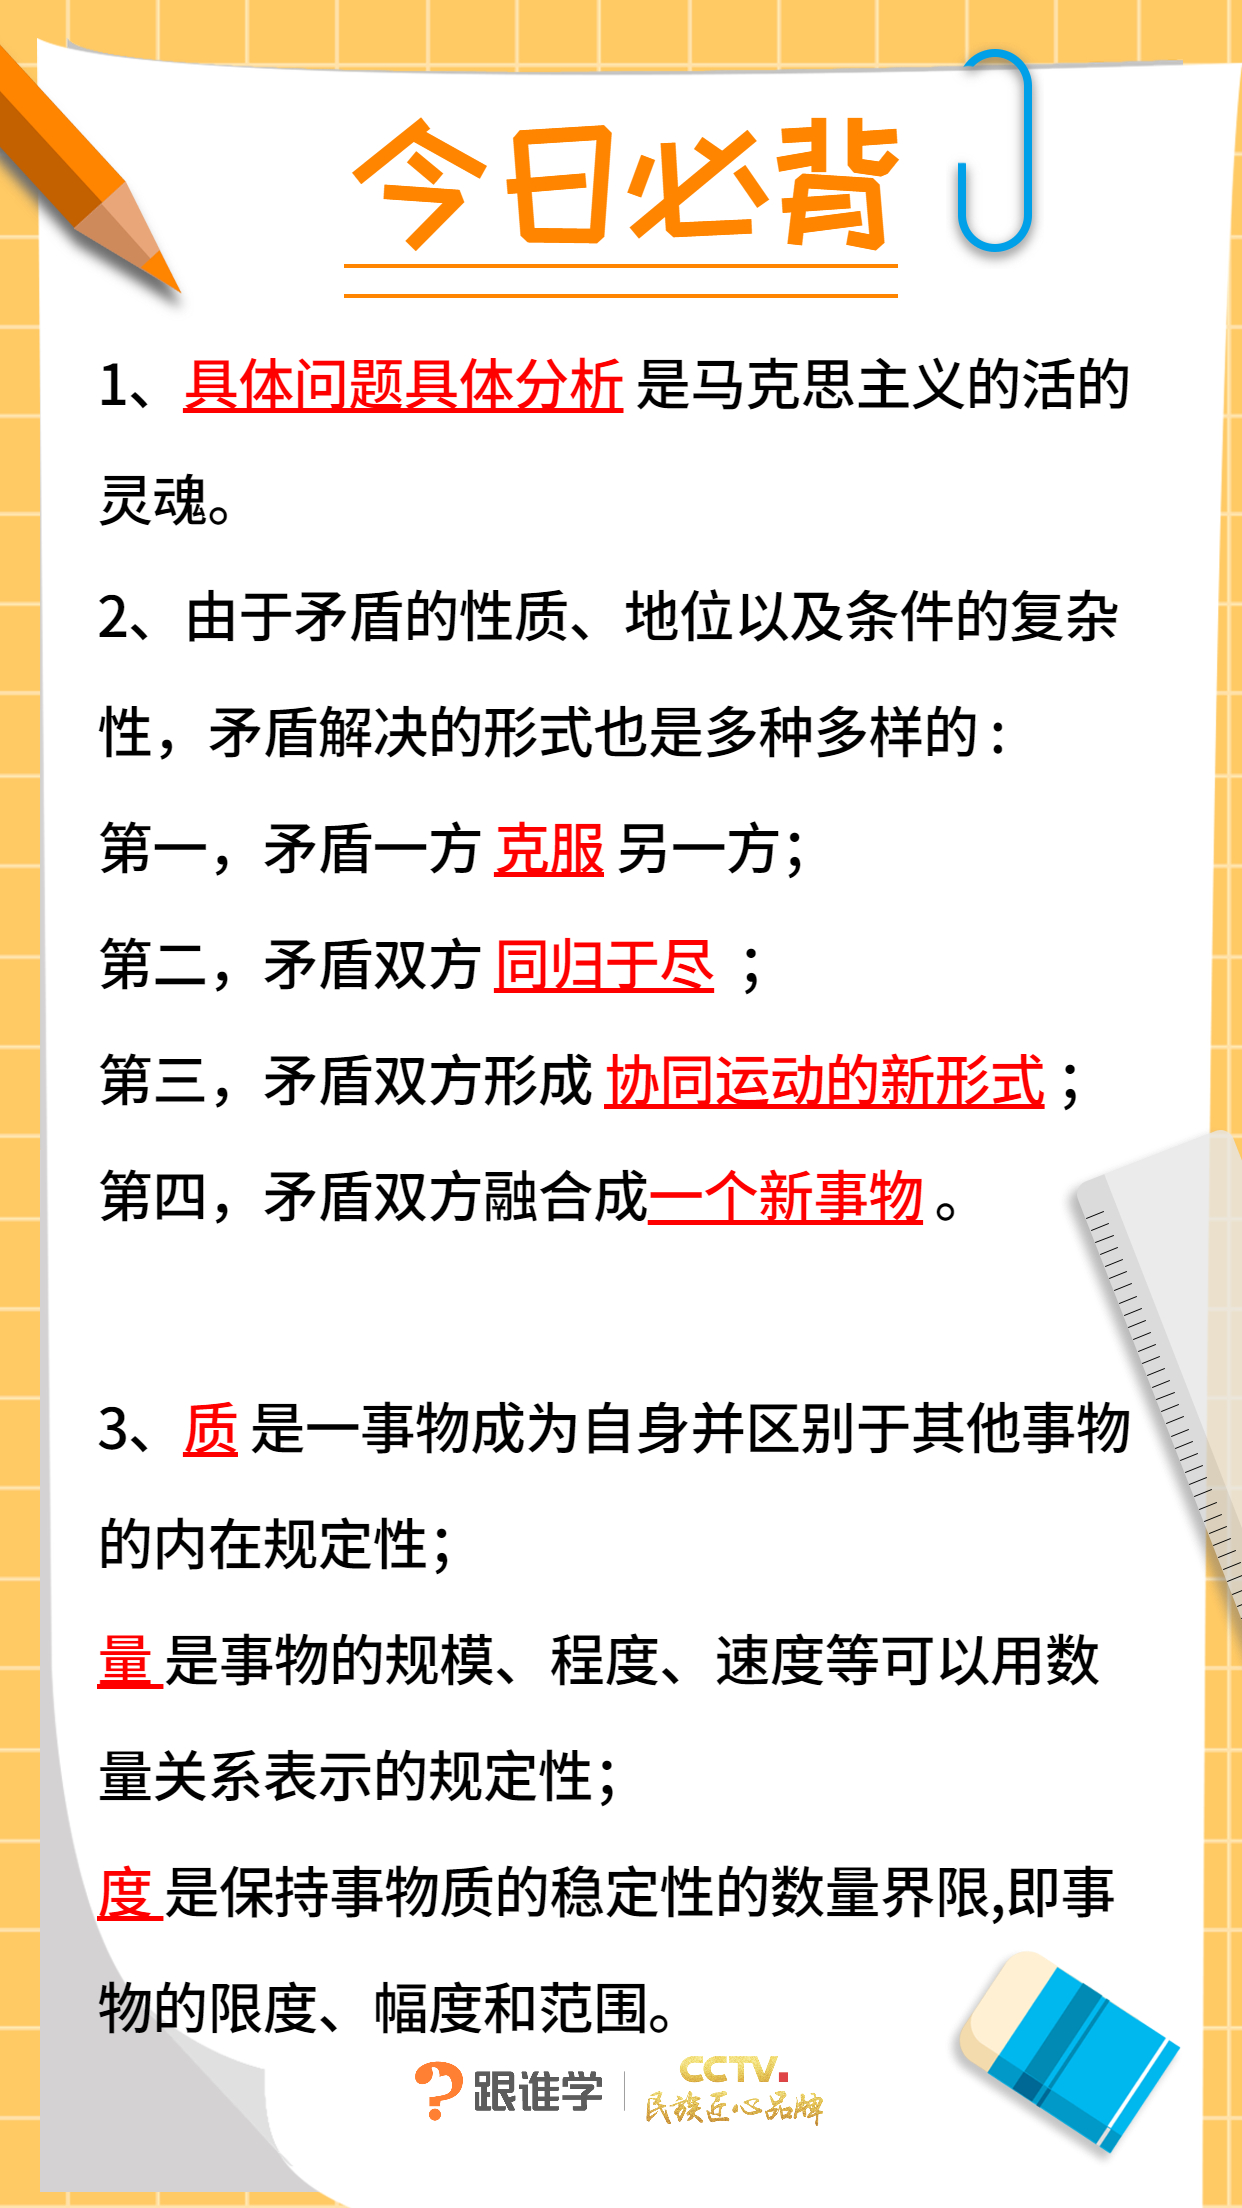 今日必背
1、具体问题具体分析 是马克思主义的活的
灵魂。
2、由于矛盾的性质、地位以及条件的复杂
性，矛盾解决的形式也是多种多样的：
第一，矛盾一方 克服 另一方；
第二，矛盾双方 同归于尽 ；
第三，矛盾双方形成 协同运动的新形式 ；
第四，矛盾双方融合成一个新事物 。
3、质 是一事物成为自身并区别于其他事物
的内在规定性；
量 是事物的规模、程度、速度等可以用数
量关系表示的规定性；
度 是保持事物质的稳定性的数量界限,即事
物的限度、幅度和范围。
跟谁学
CCTV.
民族匠心品牌